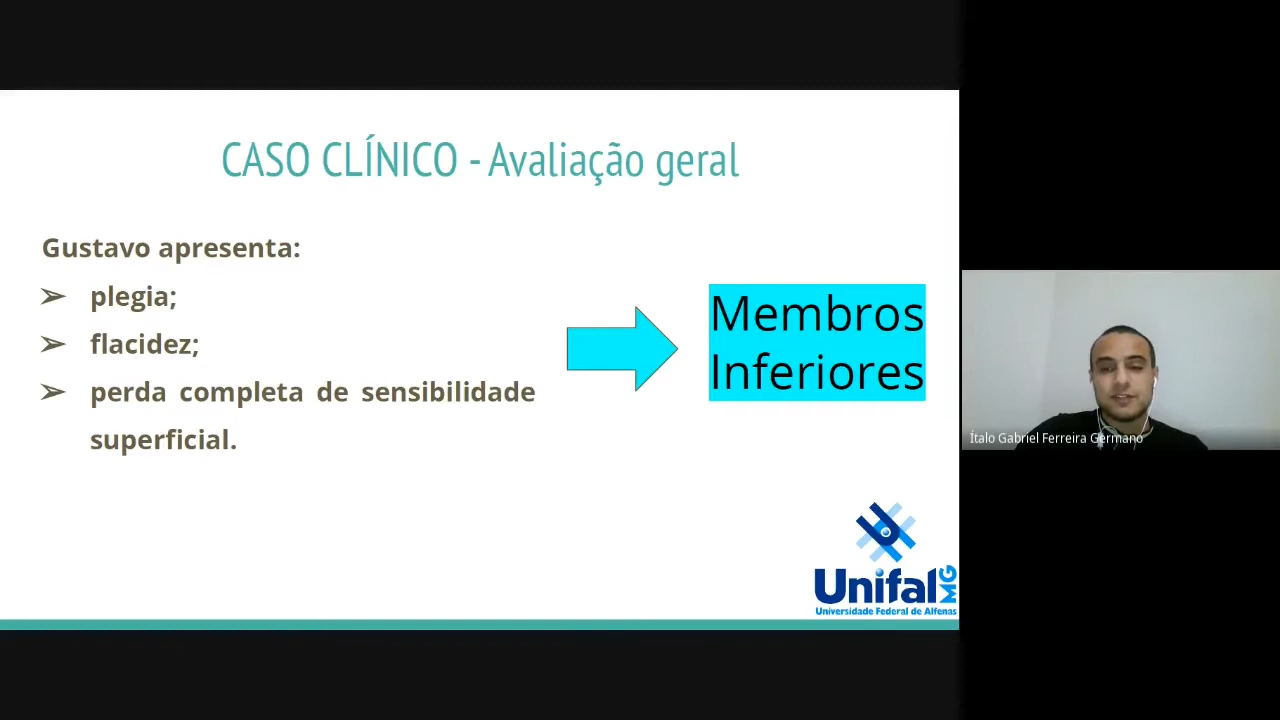 CASO CLÍNICO - Avaliação geral
Gustavo apresenta:
➢ plegia;
➢ flacidez;
➢ perda completa de sensibilidade
superficial.
Membros
Inferiores
Ítalo Gabriel Ferreira Germano
Unifal MG
Universidade Federal de Alfenas